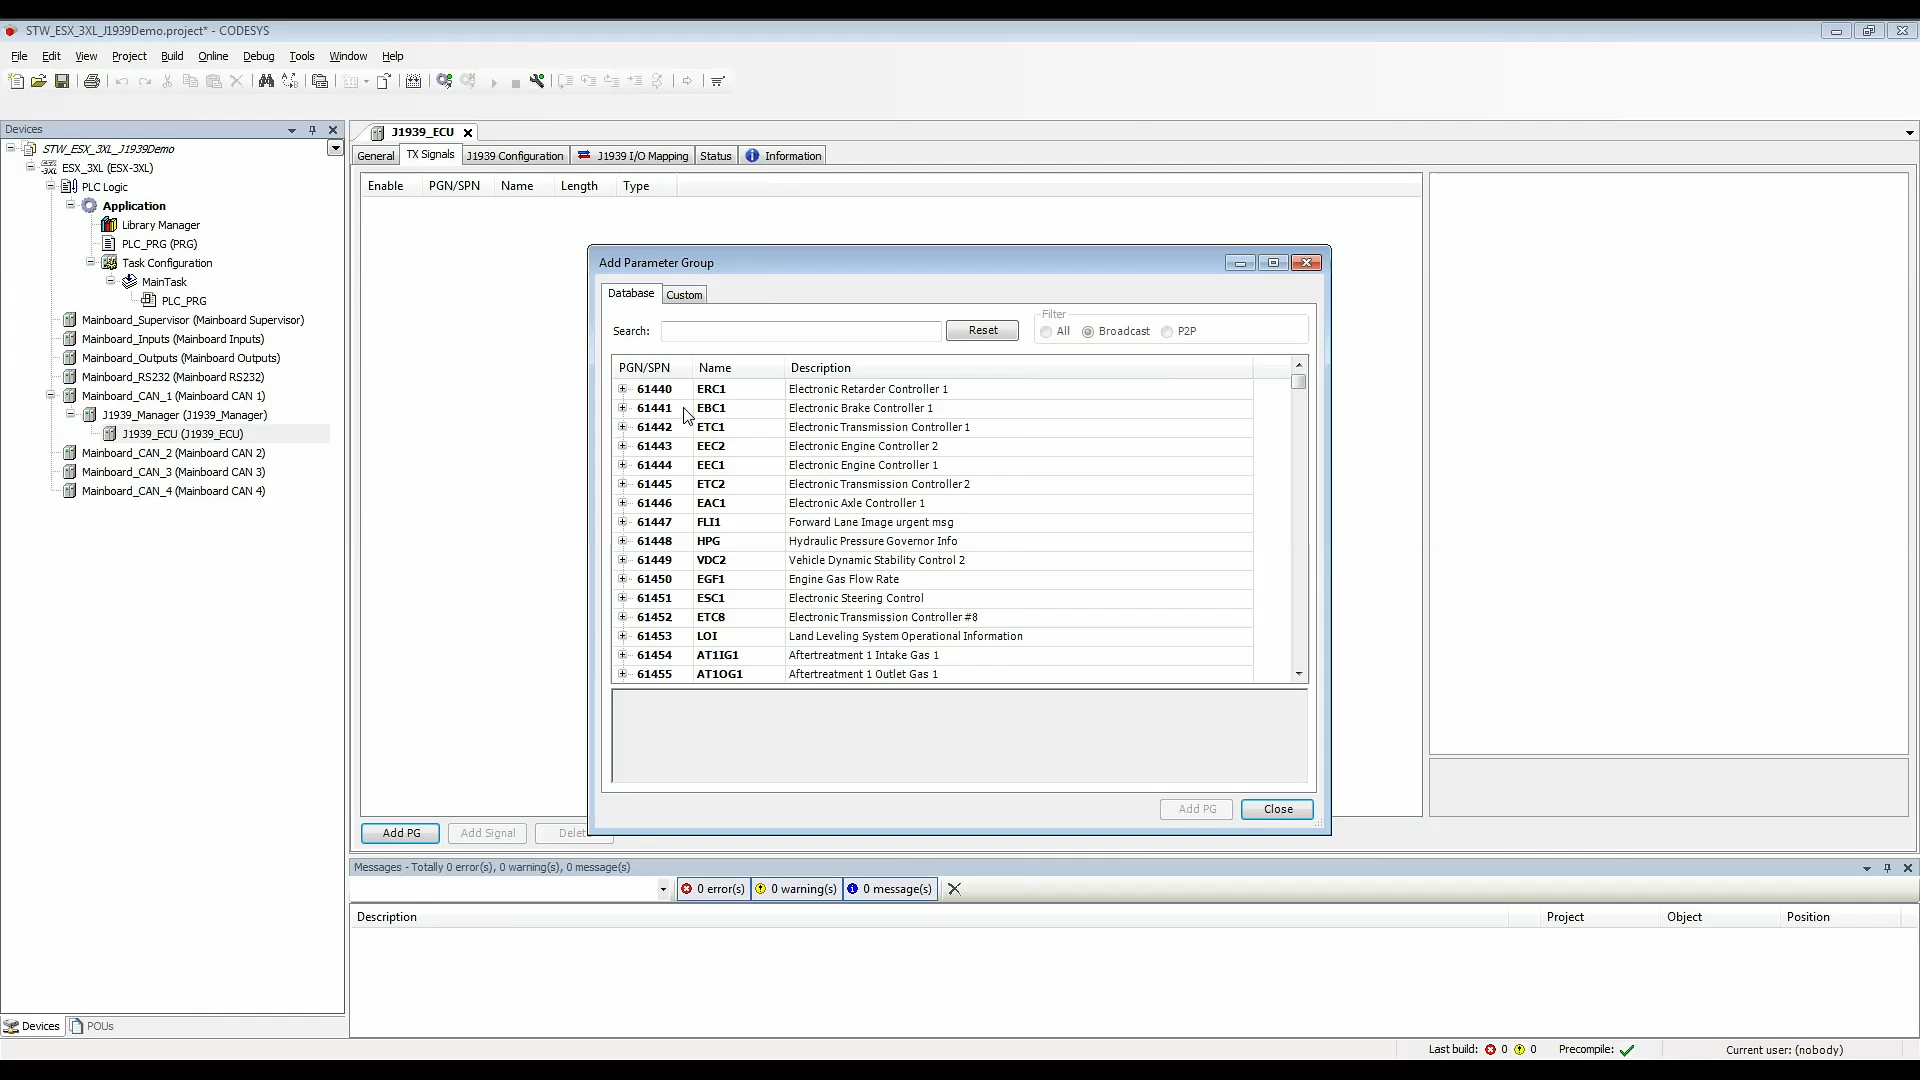 STW_ESX_3XL_J1939Demo.project* - CODESYS
File Edit View Project Build Online Debug Tools Window Help
Devices
STW_ESX_3XL_J1939Demo
ESX_3XL (ESX-3XL)
PLC Logic
Application
Library Manager
PLC_PRG (PRG)
Task Configuration
MainTask
PLC_PRG
Mainboard_Supervisor (Mainboard Supervisor)
Mainboard_Inputs (Mainboard Inputs)
Mainboard_Outputs (Mainboard Outputs)
Mainboard_RS232 (Mainboard RS232)
Mainboard_CAN_1 (Mainboard CAN 1)
J1939_Manager (J1939_Manager)
J1939_ECU (J1939_ECU)
Mainboard_CAN_2 (Mainboard CAN 2)
Mainboard_CAN_3 (Mainboard CAN 3)
Mainboard_CAN_4 (Mainboard CAN 4)
Devices POUs
J1939_ECU
General TX Signals J1939 Configuration J1939 I/O Mapping Status Information
Enable PGN/SPN Name Length Type
Add Parameter Group
Database Custom
Search: Reset
Filter
All Broadcast P2P
PGN/SPN Name Description
61440 ERC1 Electronic Retarder Controller 1
61441 EBC1 Electronic Brake Controller 1
61442 ETC1 Electronic Transmission Controller 1
61443 EEC2 Electronic Engine Controller 2
61444 EEC1 Electronic Engine Controller 1
61445 ETC2 Electronic Transmission Controller 2
61446 EAC1 Electronic Axle Controller 1
61447 FLI1 Forward Lane Image urgent msg
61448 HPG Hydraulic Pressure Governor Info
61449 VDC2 Vehicle Dynamic Stability Control 2
61450 EGF1 Engine Gas Flow Rate
61451 ESC1 Electronic Steering Control
61452 ETC8 Electronic Transmission Controller #8
61453 LOI Land Leveling System Operational Information
61454 AT1IG1 Aftertreatment 1 Intake Gas 1
61455 AT1OG1 Aftertreatment 1 Outlet Gas 1
Add PG Close
Add PG Add Signal Delet
Messages - Totally 0 error(s), 0 warning(s), 0 message(s)
0 error(s) 0 warning(s) 0 message(s)
Description Project Object Position
Last build: 0 0 Precompile: Current user: (nobody)